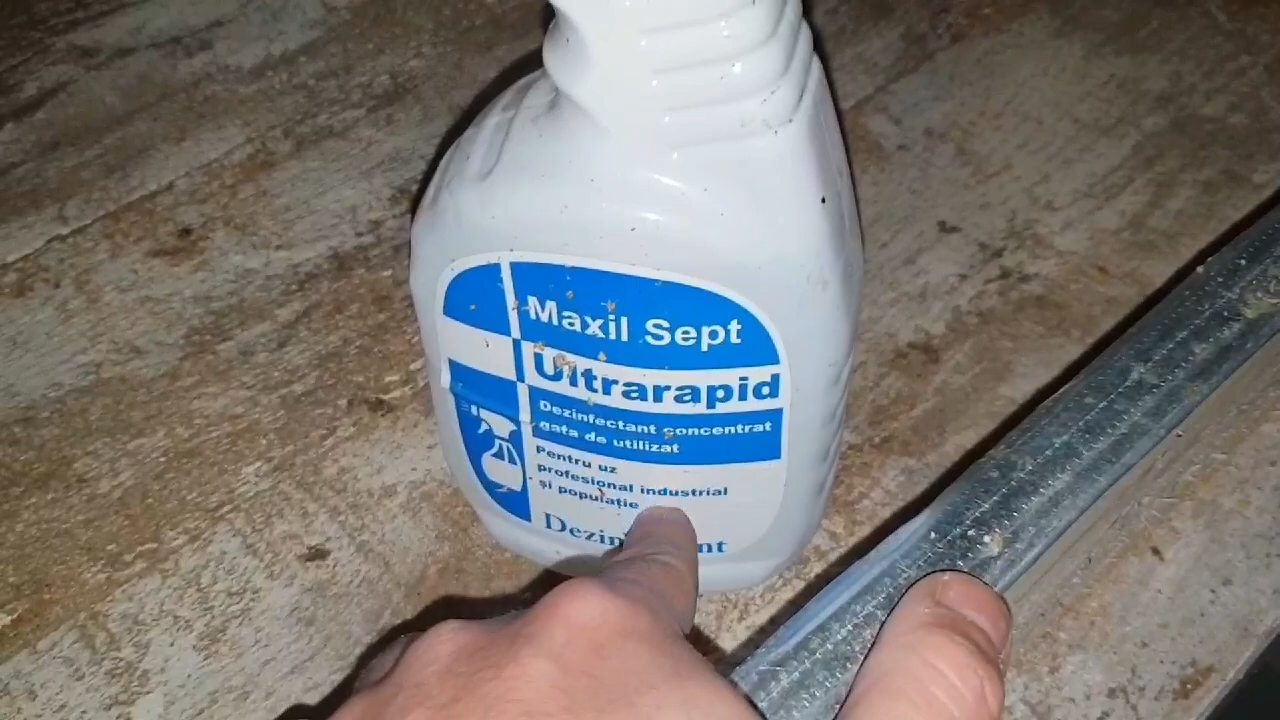 Maxil Sept
Ultrarapid
Dezinfectant concentrat
gata de utilizat
Pentru uz
profesional industrial
și populație